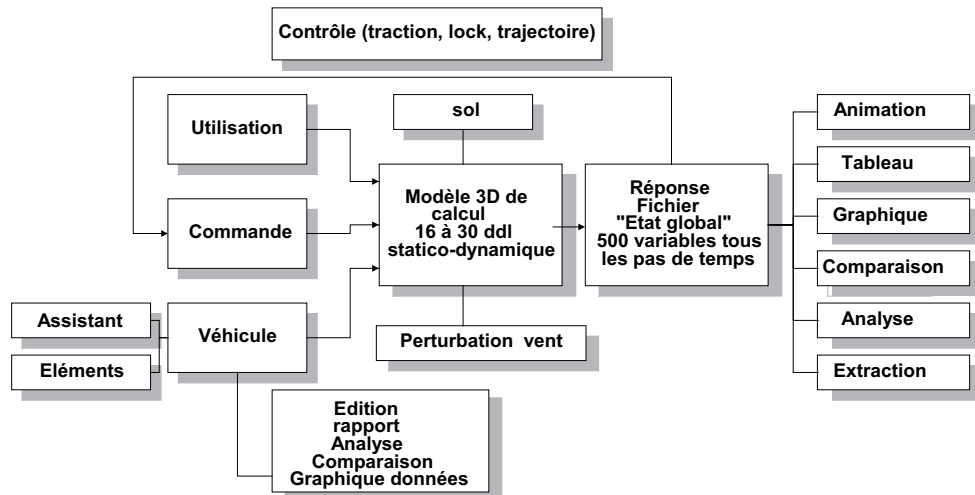 Contrôle (traction, lock, trajectoire)
Utilisation
sol
Commande
Modèle 3D de
calcul
16 à 30 ddl
statico-dynamique
Réponse
Fichier
"Etat global"
500 variables tous
les pas de temps
Animation
Tableau
Graphique
Comparaison
Analyse
Extraction
Assistant
Eléments
Véhicule
Perturbation vent
Edition
rapport
Analyse
Comparaison
Graphique données